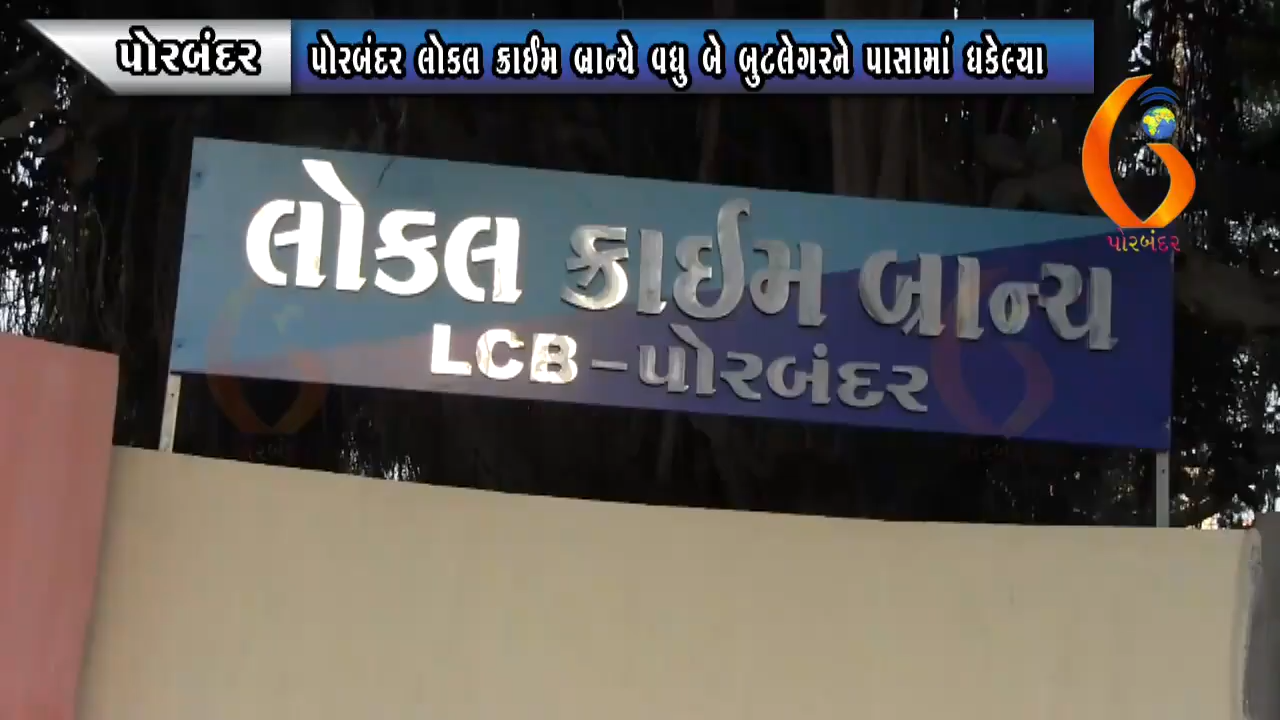 પોરબંદર
પોરબંદર લોકલ ક્રાઈમ બ્રાન્ચે વધુ બે બુટલેગરને પાસામાં ધકેલ્યા
પોરબંદર
લોકલ ક્રાઈમ બ્રાન્ચ
LCB – પોરબંદર